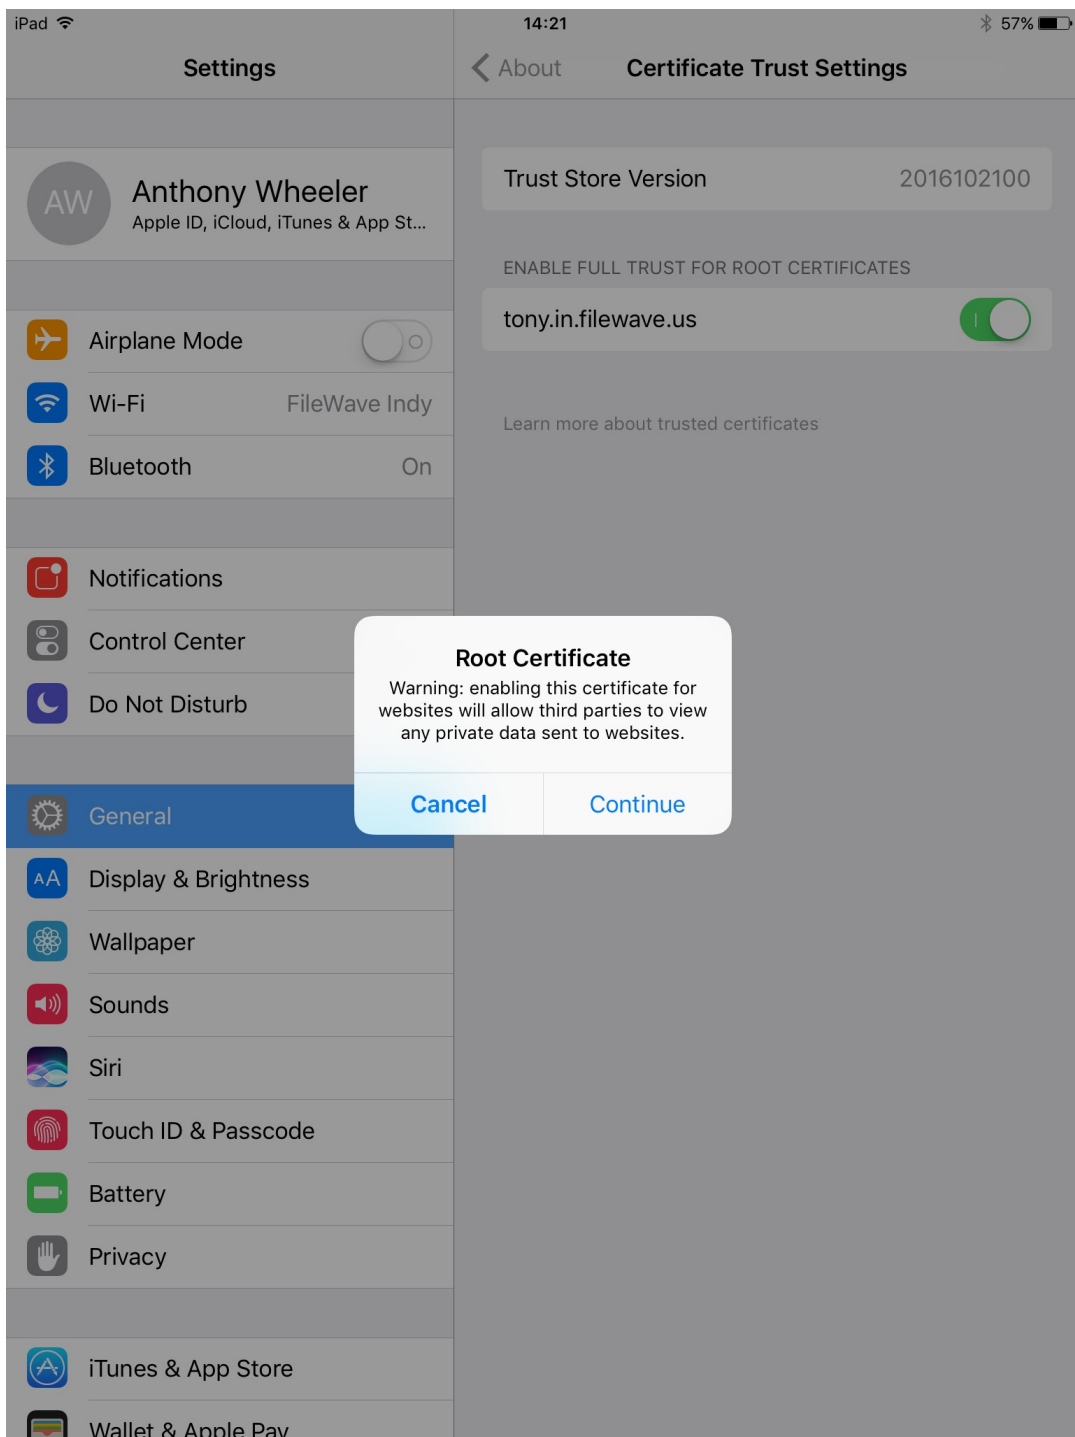 iPad 14:21 57%
Settings
About Certificate Trust Settings
AW
Anthony Wheeler
Apple ID, iCloud, iTunes & App St...
Airplane Mode
Wi-Fi FileWave Indy
Bluetooth On
Notifications
Control Center
Do Not Disturb
General
AA Display & Brightness
Wallpaper
Sounds
Siri
Touch ID & Passcode
Battery
Privacy
iTunes & App Store
Wallet & Apple Pay
Trust Store Version 2016102100
ENABLE FULL TRUST FOR ROOT CERTIFICATES
tony.in.filewave.us
Learn more about trusted certificates
Root Certificate
Warning: enabling this certificate for
websites will allow third parties to view
any private data sent to websites.
Cancel Continue